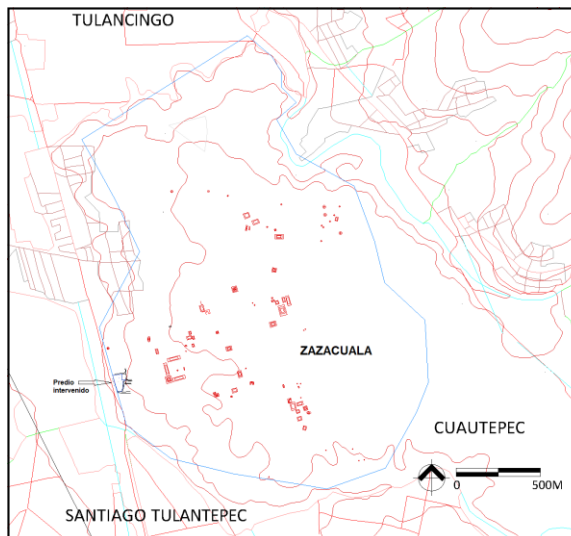 TULANCINGO
ZAZACUALA
Predio
intervenido
CUAUTEPEC
0 500M
SANTIAGO TULANTEPEC